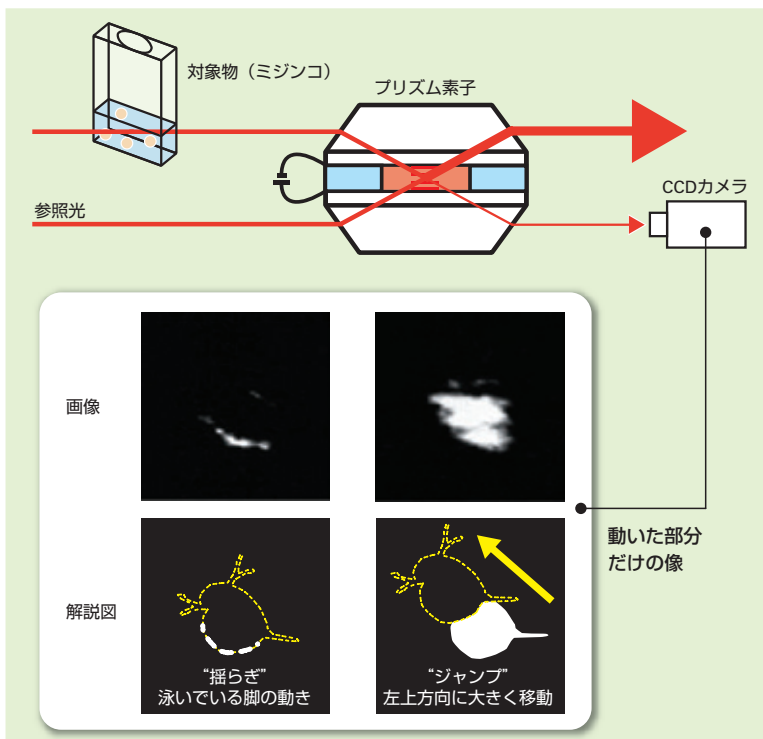 対象物（ミジンコ）
プリズム素子
CCDカメラ
参照光
画像
動いた部分
だけの像
解説図
“揺らぎ”
泳いでいる脚の動き
“ジャンプ”
左上方向に大きく移動